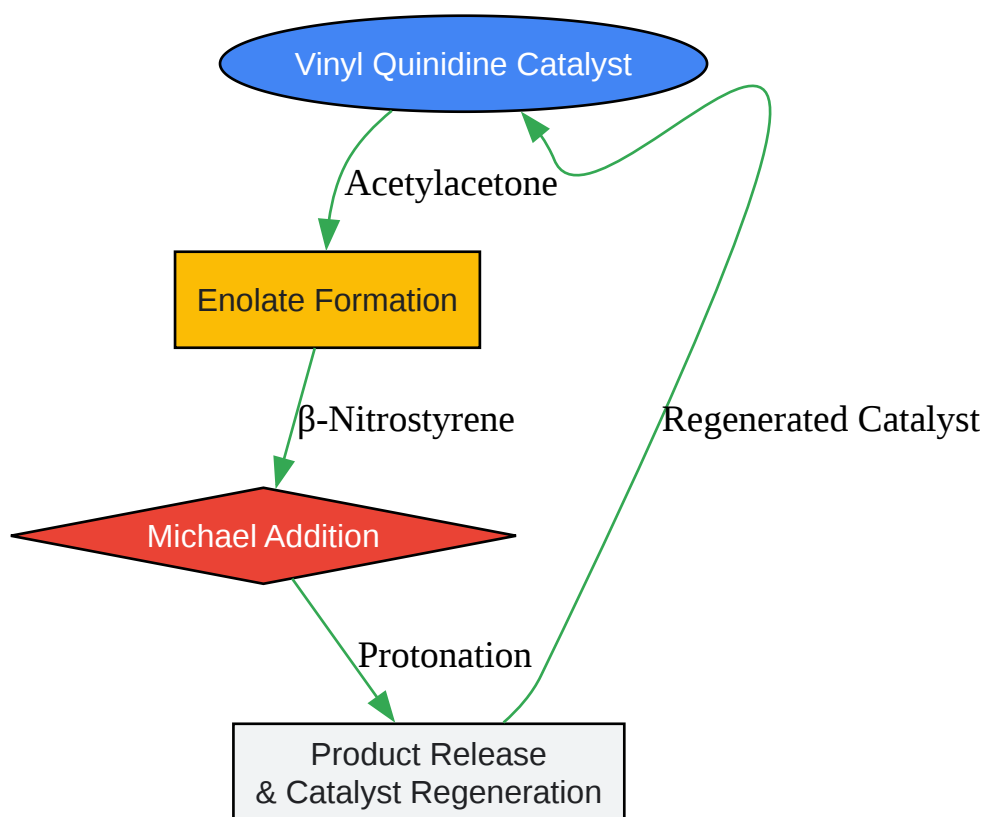 Vinyl Quinidine Catalyst
Acetylacetone
Enolate Formation
β-Nitrostyrene
Regenerated Catalyst
Michael Addition
Protonation
Product Release
& Catalyst Regeneration